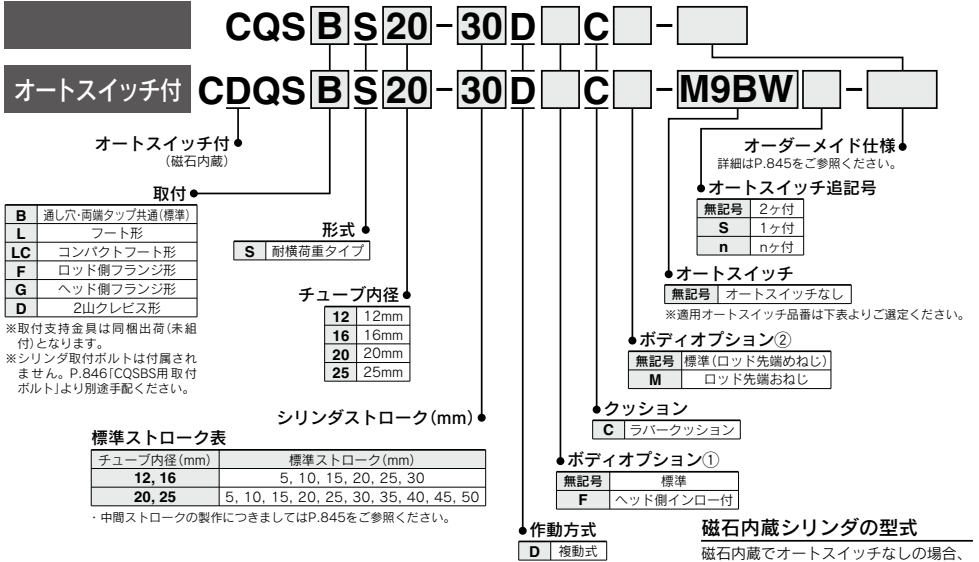 CQS B S 20 - 30 D C -
オートスイッチ付 CDQS B S 20 - 30 D C - M9BW -
オートスイッチ付
(磁石内蔵)
オーダーメイド仕様
詳細はP.845をご参照ください。
取付
B 通し穴・両端タップ共通(標準)
L フート形
LC コンパクトフート形
F ロッド側フランジ形
G ヘッド側フランジ形
D 2山クレビス形
※取付支持金具は同梱出荷(未組
付)となります。
※シリンダ取付ボルトは付属され
ません。P.846「CQSBS用取付
ボルト」より別途手配ください。
形式
S 耐横荷重タイプ
チューブ内径
12 12mm
16 16mm
20 20mm
25 25mm
シリンダストローク(mm)
標準ストローク表
チューブ内径(mm) 標準ストローク(mm)
12, 16 5, 10, 15, 20, 25, 30
20, 25 5, 10, 15, 20, 25, 30, 35, 40, 45, 50
・中間ストロークの製作につきましてはP.845をご参照ください。
オートスイッチ追記号
無記号 2ヶ付
S 1ヶ付
n nヶ付
オートスイッチ
無記号 オートスイッチなし
※適用オートスイッチ品番は下表よりご選定ください。
ボディオプション②
無記号 標準(ロッド先端めねじ)
M ロッド先端おねじ
クッション
C ラバークッション
ボディオプション①
無記号 標準
F ヘッド側インロー付
作動方式
D 複動式
磁石内蔵シリンダの型式
磁石内蔵でオートスイッチなしの場合、